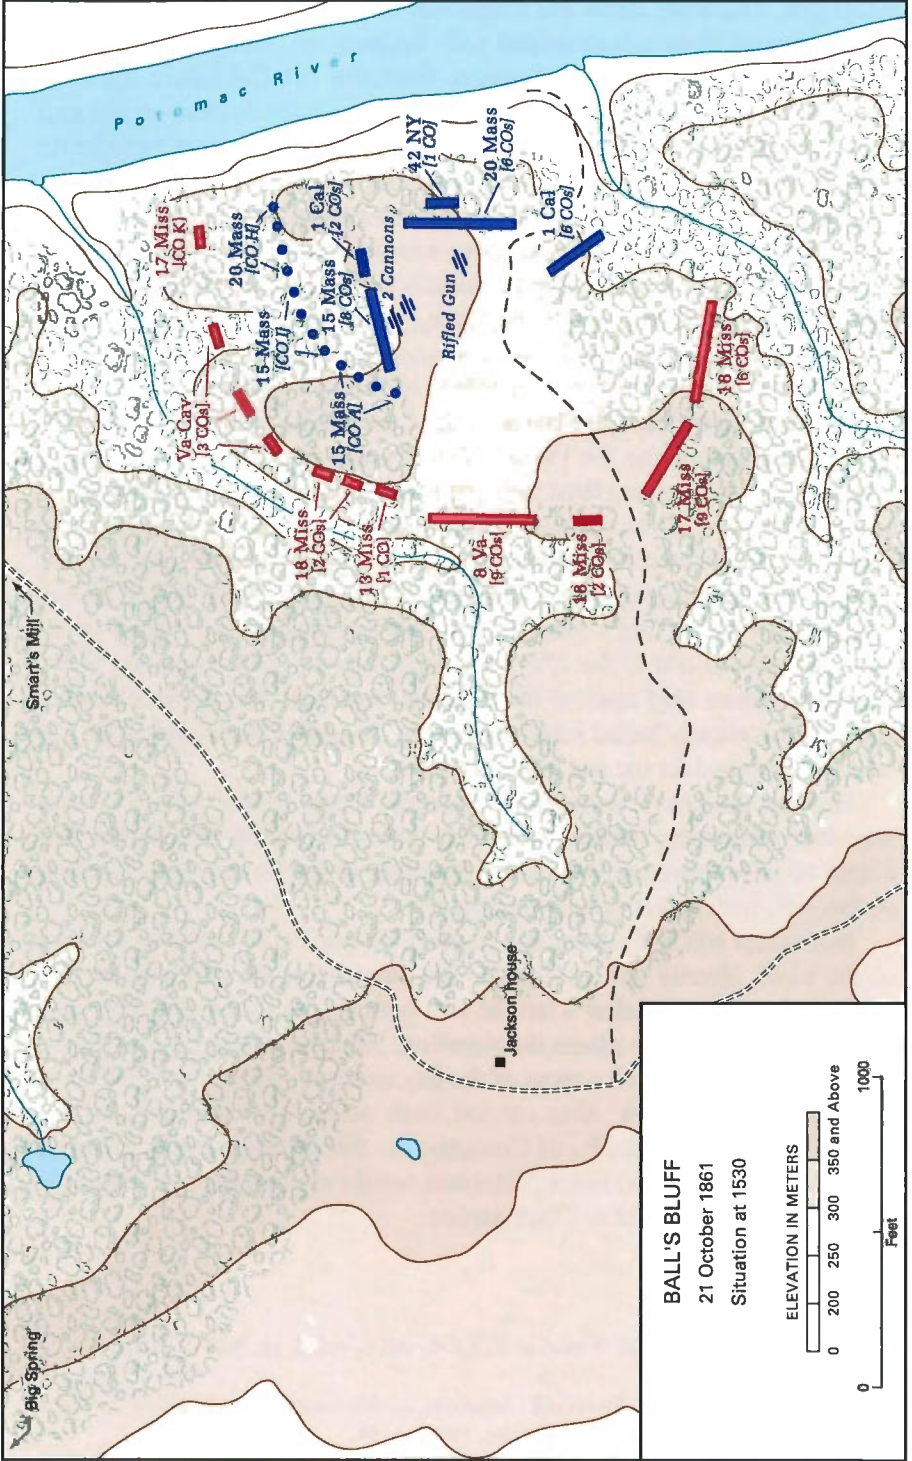 Potomac River
42 NY
[1 CO]
20 Mass
[6 COs]
1 Cal
[6 COs]
17 Miss
[CO K]
20 Mass
[CO H]
1 Cal
[2 COs]
15 Mass
[CO I]
15 Mass
[8 COs]
2 Cannons
Rifled Gun
15 Mass
[CO A]
Va Cav
[3 COs]
18 Miss
[2 COs]
13 Miss
[1 CO]
8 Va
[9 COs]
18 Miss
[2 COs]
17 Miss
[9 COs]
18 Miss
[6 COs]
Smart's Mill
Jackson house
Big Spring
BALL'S BLUFF
21 October 1861
Situation at 1530
ELEVATION IN METERS
0 200 250 300 350 and Above
0 1000
Feet